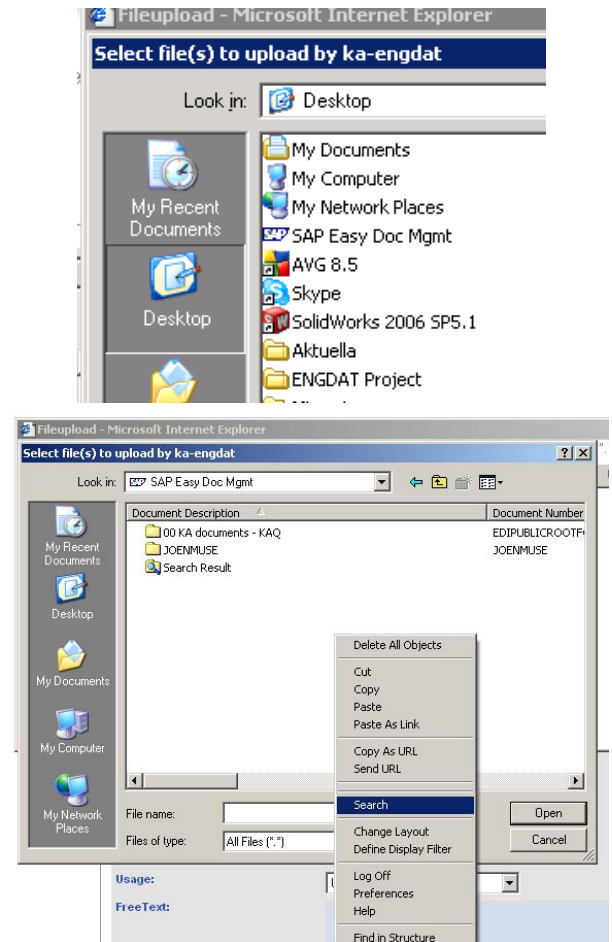 Fileupload - Microsoft Internet Explorer
Select file(s) to upload by ka-engdat
Look in: Desktop
My Recent
Documents
Desktop
My Documents
My Computer
My Network Places
SAP Easy Doc Mgmt
AVG 8.5
Skype
SolidWorks 2006 SP5.1
Aktuella
ENGDAT Project
Fileupload - Microsoft Internet Explorer
Select file(s) to upload by ka-engdat
Look in: SAP Easy Doc Mgmt
My Recent
Documents
Desktop
My Documents
My Computer
My Network
Places
Document Description Document Number
00 KA documents - KAQ EDIPUBLICROOTF
JOENMUSE JOENMUSE
Search Result
Delete All Objects
Cut
Copy
Paste
Paste As Link
Copy As URL
Send URL
Search
Change Layout
Define Display Filter
Log Off
Preferences
Help
Find in Structure
File name: Open
Files of type: All Files (*.*) Cancel
Usage:
FreeText: